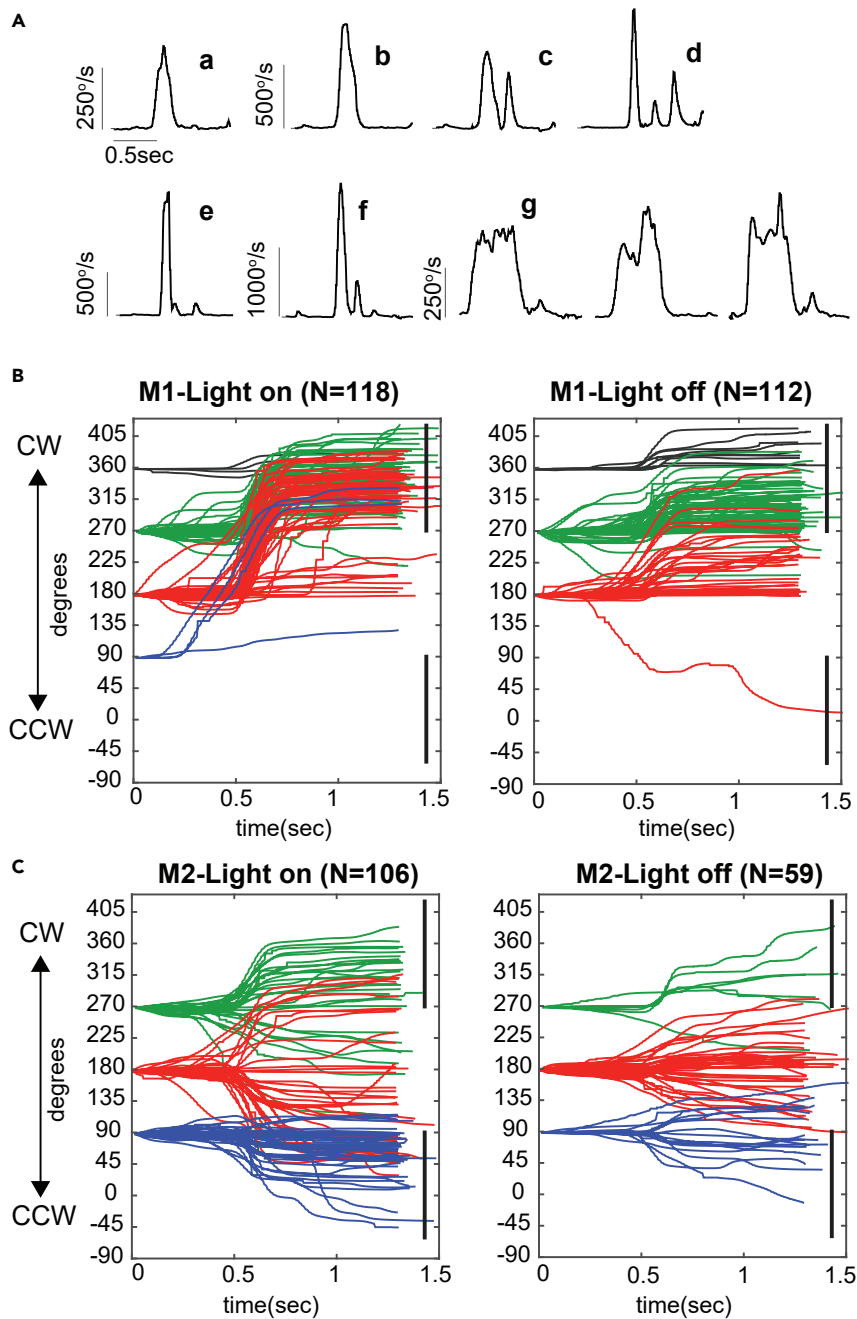 A
a b c d
250°/s 500°/s
0.5sec
e f g
500°/s 1000°/s 250°/s
B
M1-Light on (N=118) M1-Light off (N=112)
CW
degrees
CCW
405 405
360 360
315 315
270 270
225 225
180 180
135 135
90 90
45 45
0 0
-45 -45
-90 -90
0 0.5 1 1.5 0 0.5 1 1.5
time(sec) time(sec)
C
M2-Light on (N=106) M2-Light off (N=59)
CW
degrees
CCW
405 405
360 360
315 315
270 270
225 225
180 180
135 135
90 90
45 45
0 0
-45 -45
-90 -90
0 0.5 1 1.5 0 0.5 1 1.5
time(sec) time(sec)